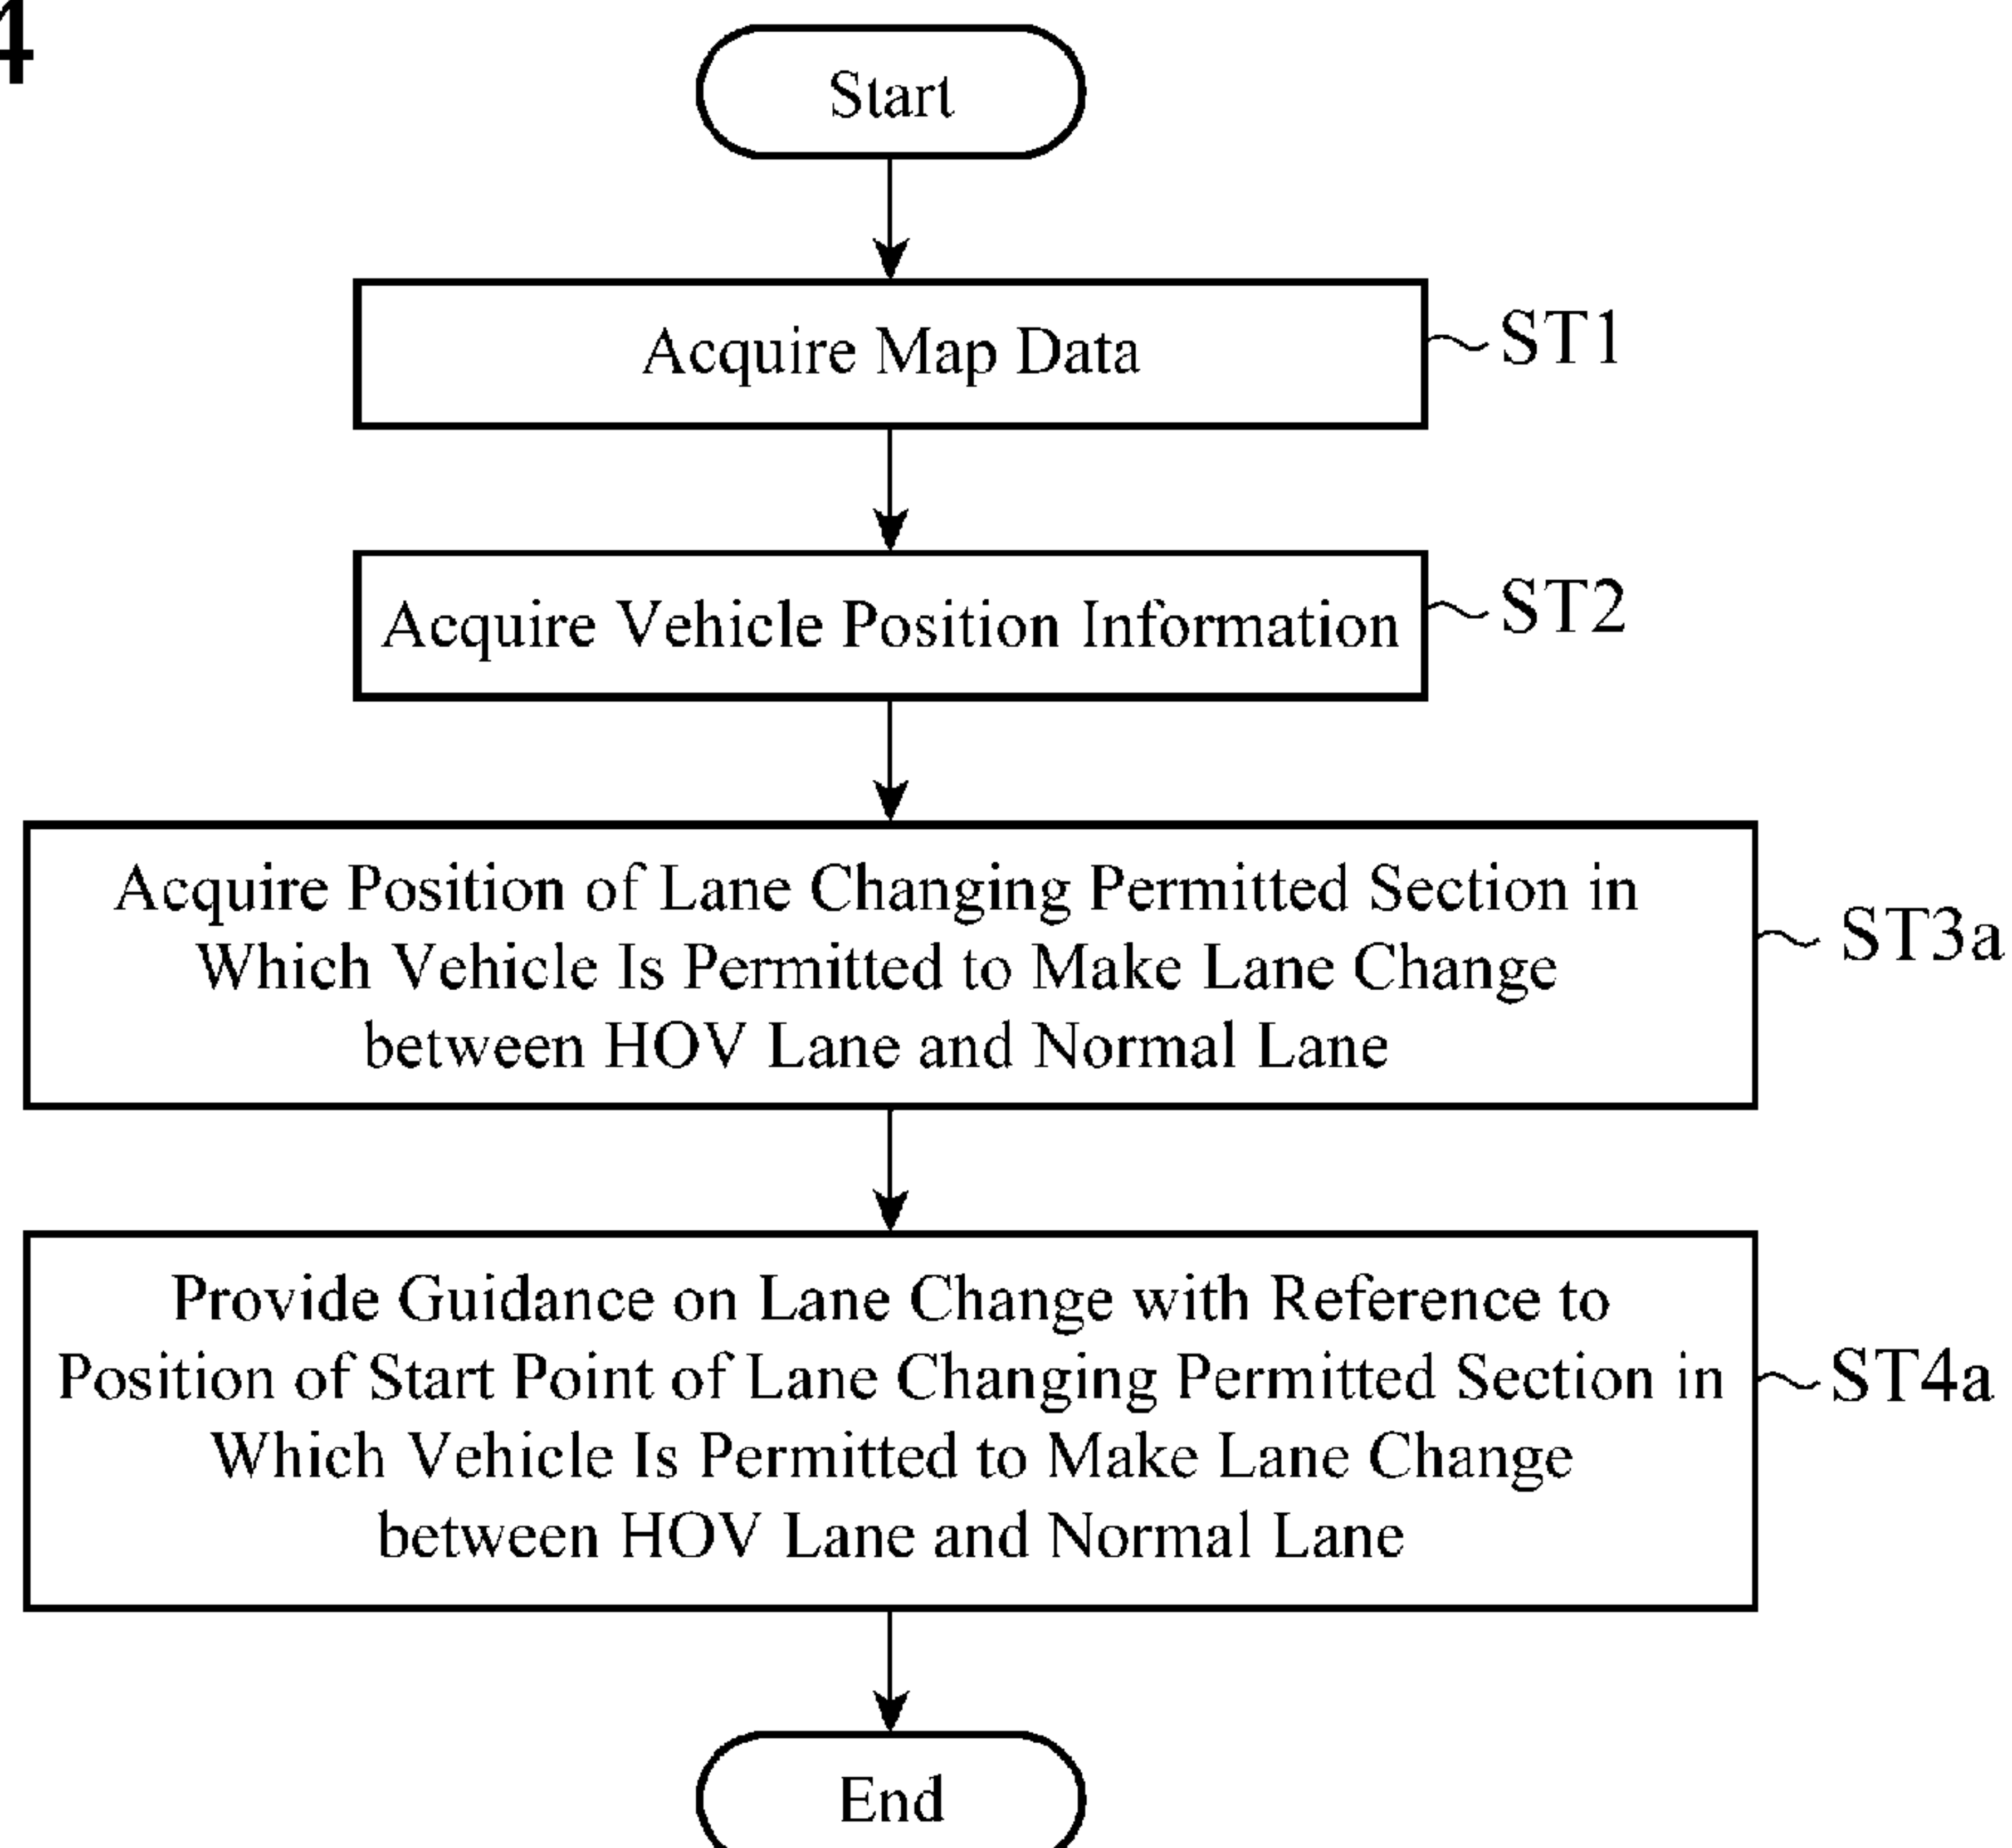 4
Start
Acquire Map Data
ST1
Acquire Vehicle Position Information
ST2
Acquire Position of Lane Changing Permitted Section in
Which Vehicle Is Permitted to Make Lane Change
between HOV Lane and Normal Lane
ST3a
Provide Guidance on Lane Change with Reference to
Position of Start Point of Lane Changing Permitted Section in
Which Vehicle Is Permitted to Make Lane Change
between HOV Lane and Normal Lane
ST4a
End